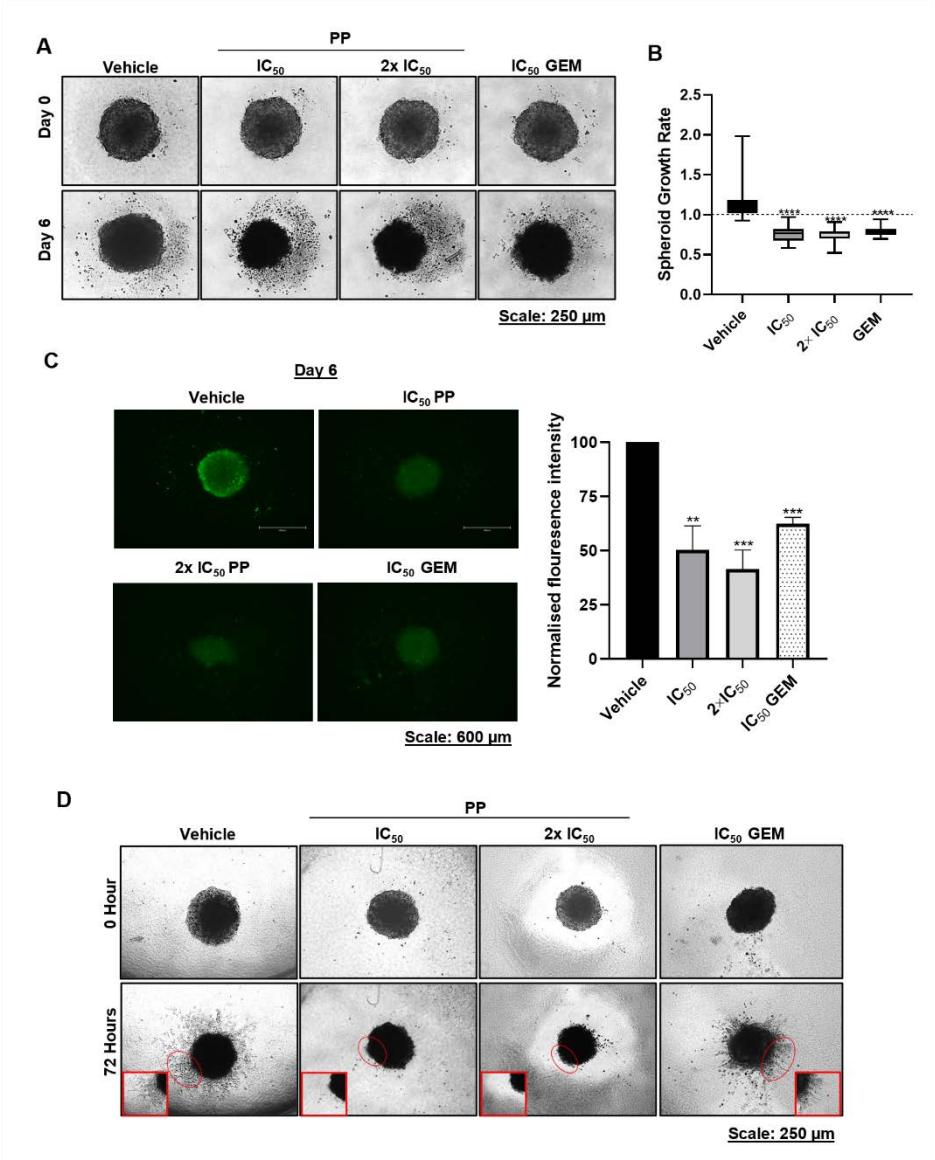 A
PP
Vehicle
IC₅₀
2x IC₅₀
IC₅₀ GEM
Day 0
Day 6
Scale: 250 µm
B
Spheroid Growth Rate
2.5
2.0
1.5
1.0
0.5
0.0
****
****
****
Vehicle
IC₅₀
2× IC₅₀
GEM
C
Day 6
Vehicle
IC₅₀ PP
2x IC₅₀ PP
IC₅₀ GEM
Scale: 600 µm
Normalised flouresence intensity
100
75
50
25
0
**
***
***
Vehicle
IC₅₀
2×IC₅₀
IC₅₀ GEM
D
PP
Vehicle
IC₅₀
2x IC₅₀
IC₅₀ GEM
0 Hour
72 Hours
Scale: 250 µm